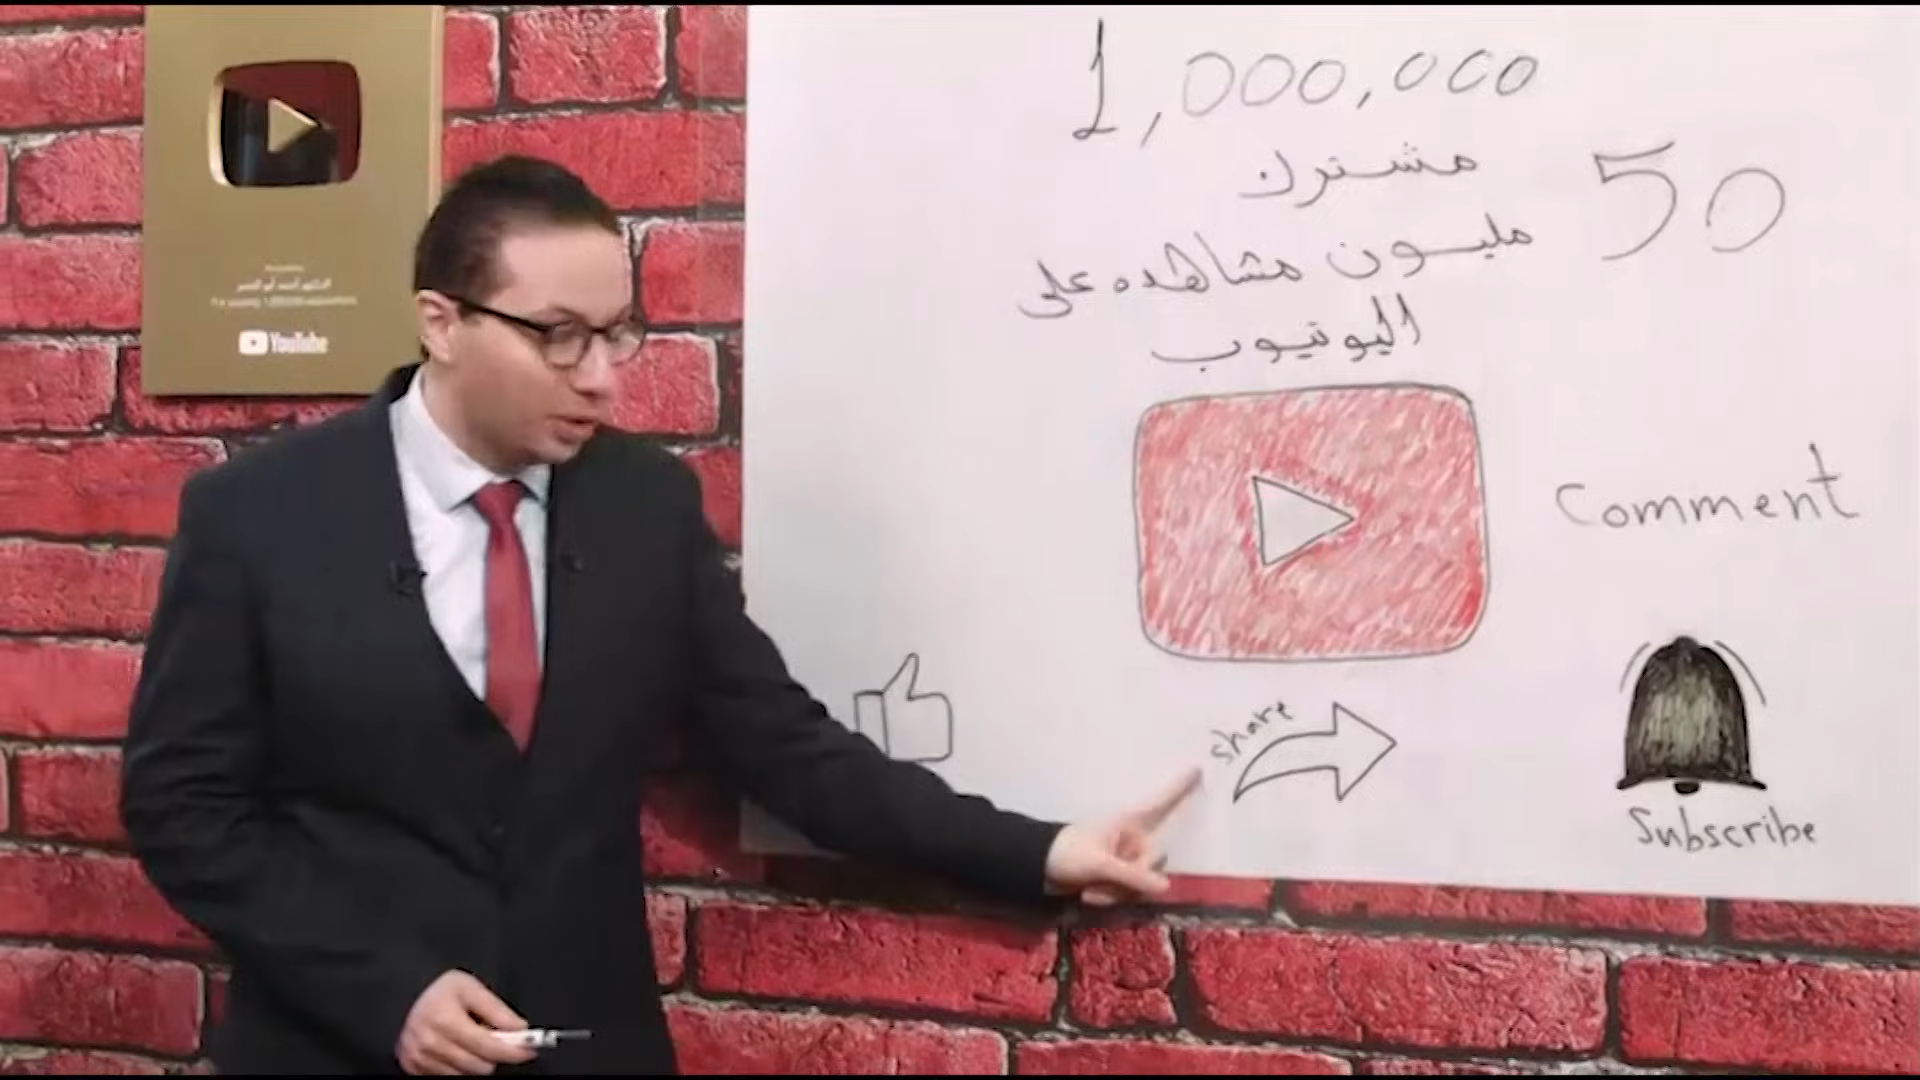 1,000,000
مشترك
50 مليون مشاهده على
اليوتيوب
Comment
share
Subscribe
YouTube